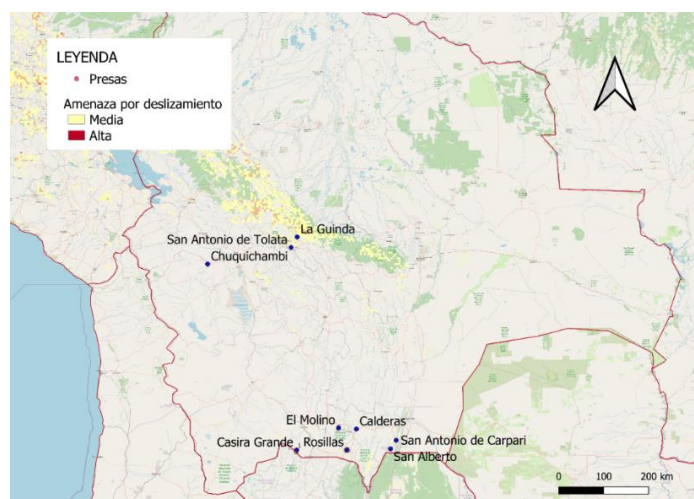 LEYENDA
Presas
Amenaza por deslizamiento
Media
Alta
La Guinda
San Antonio de Tolata
Chuquichambi
El Molino
Calderas
San Antonio de Carpari
Casira Grande
Rosillas
San Alberto
0 100 200 km